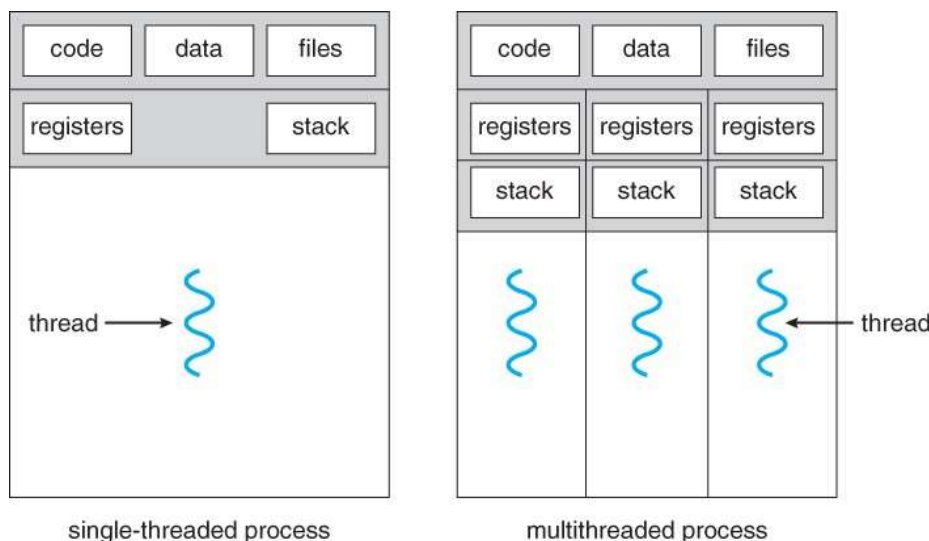 code data files code data files
registers stack registers registers registers
stack stack stack
thread thread
single-threaded process multithreaded process